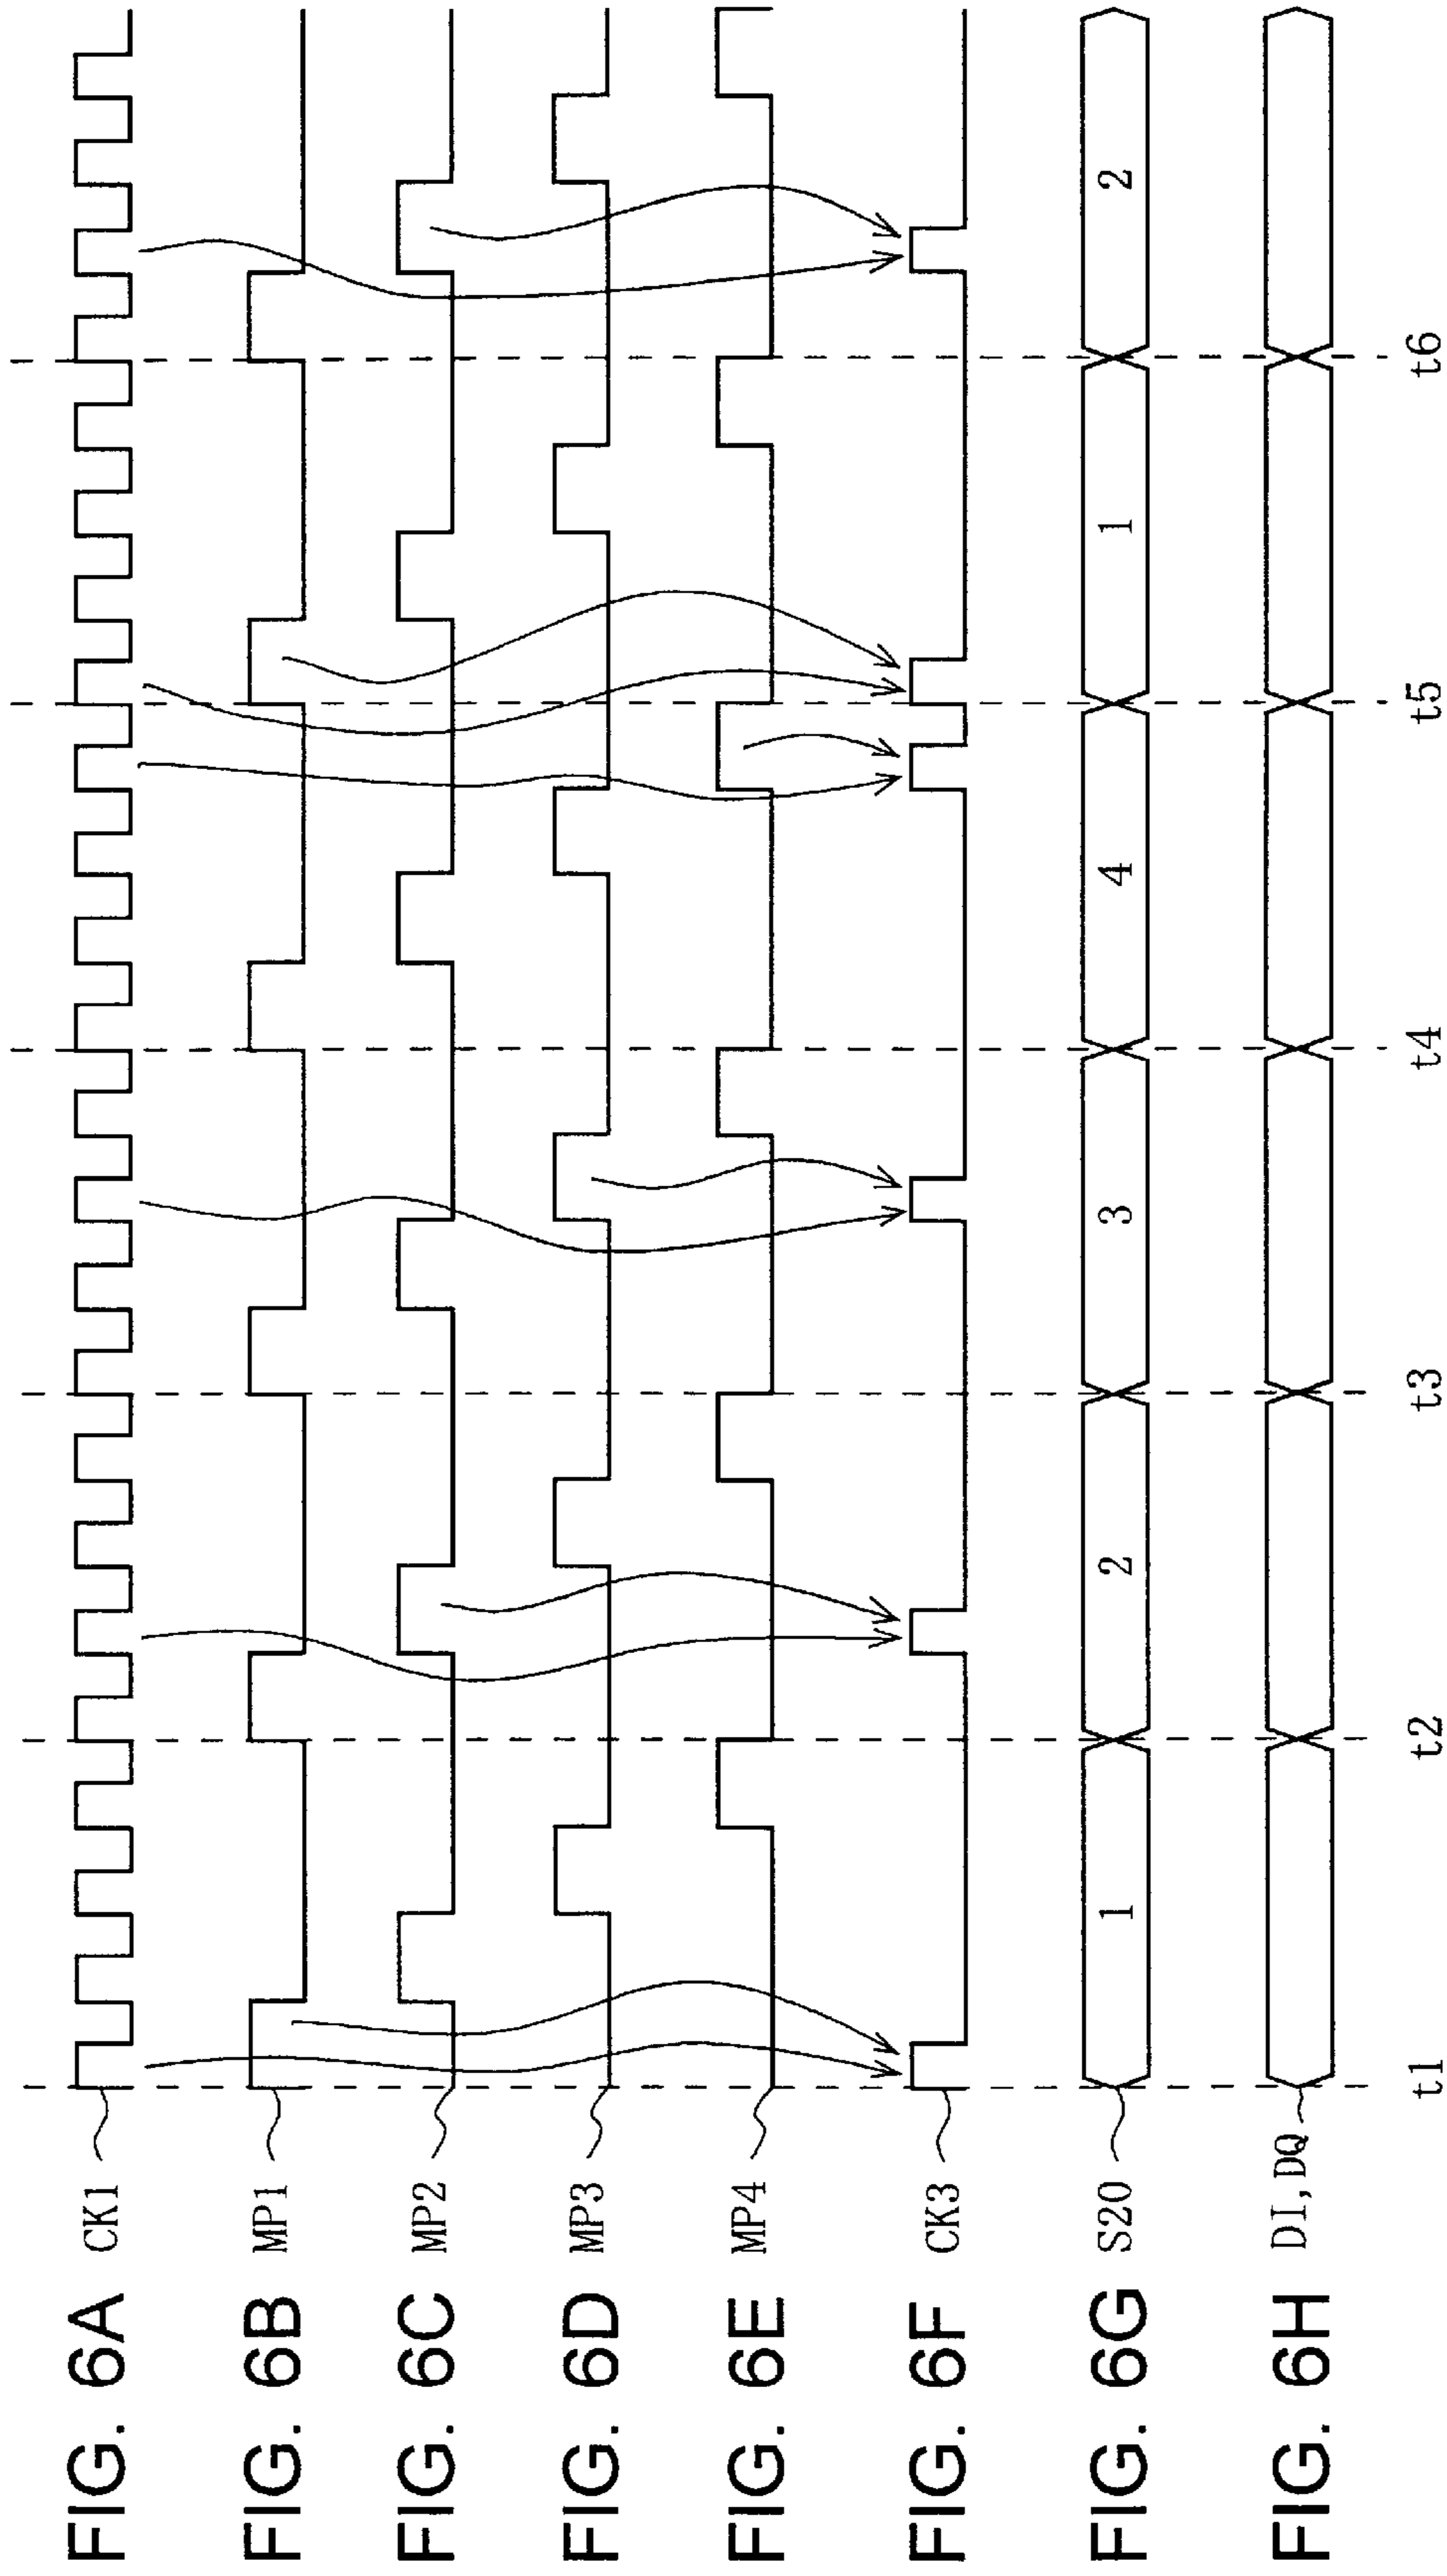 FIG. 6A CK1
FIG. 6B MP1
FIG. 6C MP2
FIG. 6D MP3
FIG. 6E MP4
FIG. 6F CK3
FIG. 6G S20 1 2 3 4 1 2
FIG. 6H DI,DQ
t1 t2 t3 t4 t5 t6